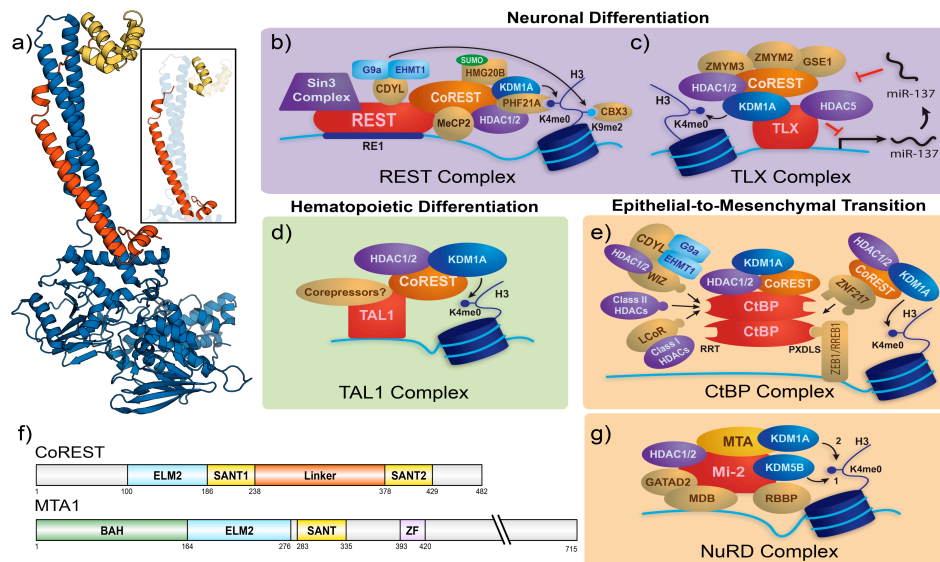 Neuronal Differentiation
a)
b)
G9a
EHMT1
CDYL
SUMO
HMG20B
Sin3
Complex
CoREST
KDM1A
PHF21A
REST
MeCP2
HDAC1/2
RE1
H3
K4me0
CBX3
K9me2
REST Complex
c)
ZMYM3
ZMYM2
GSE1
CoREST
HDAC1/2
KDM1A
HDAC5
TLX
H3
K4me0
miR-137
miR-137
TLX Complex
Hematopoietic Differentiation
d)
HDAC1/2
KDM1A
CoREST
Corepressors?
TAL1
H3
K4me0
TAL1 Complex
Epithelial-to-Mesenchymal Transition
e)
CDYL
G9a
EHMT1
HDAC1/2
WIZ
Class II
HDACs
LCoR
Class I
HDACs
KDM1A
HDAC1/2
CoREST
CtBP
CtBP
RRT
PXDLS
ZNF217
ZEB1/RREB1
HDAC1/2
CoREST
KDM1A
H3
K4me0
CtBP Complex
f)
CoREST
ELM2
SANT1
Linker
SANT2
1
100
186
238
378
429
482
MTA1
BAH
ELM2
SANT
ZF
1
164
276
283
335
393
420
715
g)
MTA
KDM1A
HDAC1/2
Mi-2
KDM5B
GATAD2
MDB
RBBP
2
1
H3
K4me0
NuRD Complex